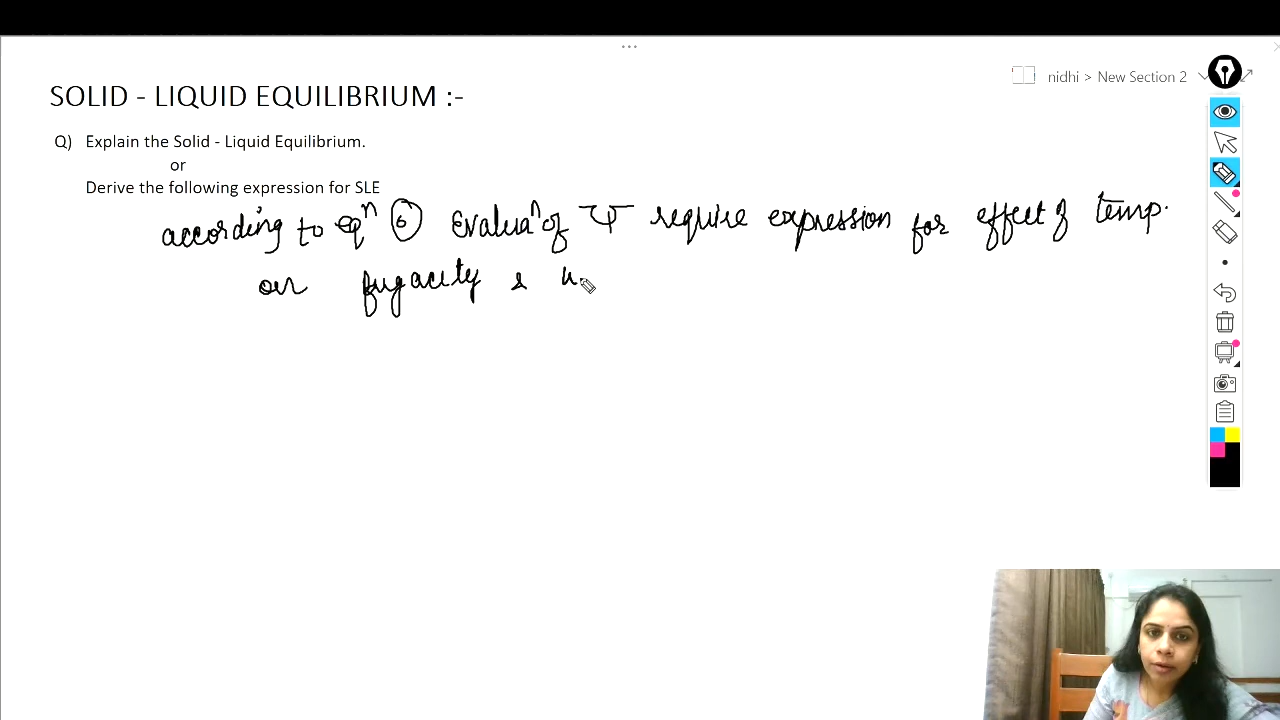 nidhi > New Section 2
SOLID - LIQUID EQUILIBRIUM :-
Q) Explain the Solid - Liquid Equilibrium.
or
Derive the following expression for SLE
according to eqⁿ ⑥ Evaluaⁿ of Ψ require expression for effect of temp.
on fugacity &